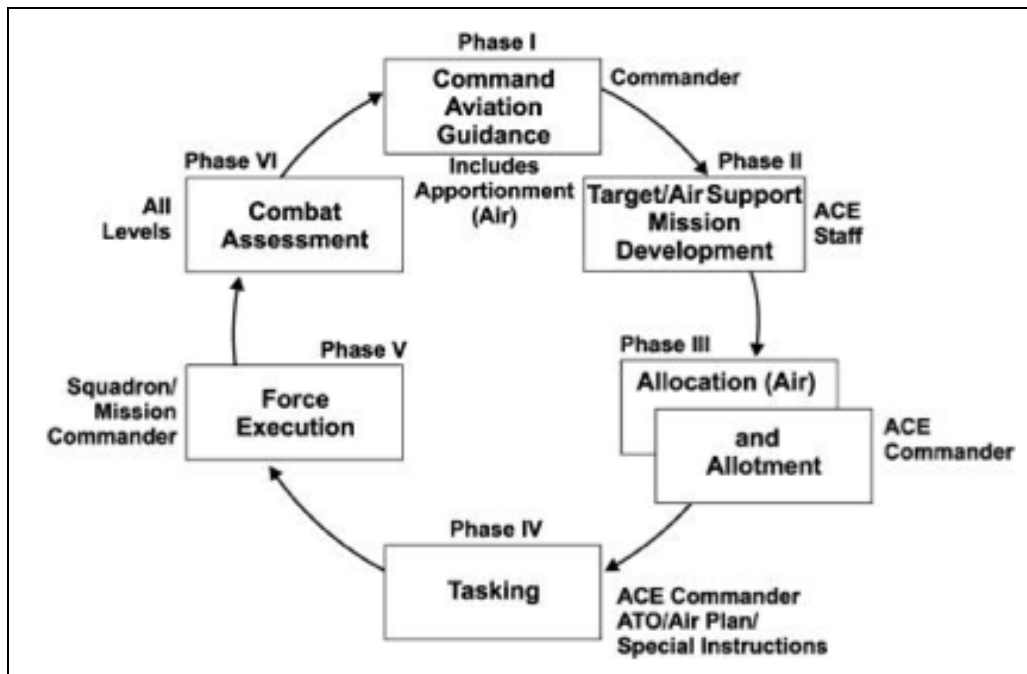 Phase I
Command
Aviation
Guidance
Commander
Includes
Apportionment
(Air)
Phase II
Target/Air Support
Mission
Development
ACE
Staff
Phase III
Allocation (Air)
and
Allotment
ACE
Commander
Phase IV
Tasking
ACE Commander
ATO/Air Plan/
Special Instructions
Phase V
Force
Execution
Squadron/
Mission
Commander
Phase VI
Combat
Assessment
All
Levels